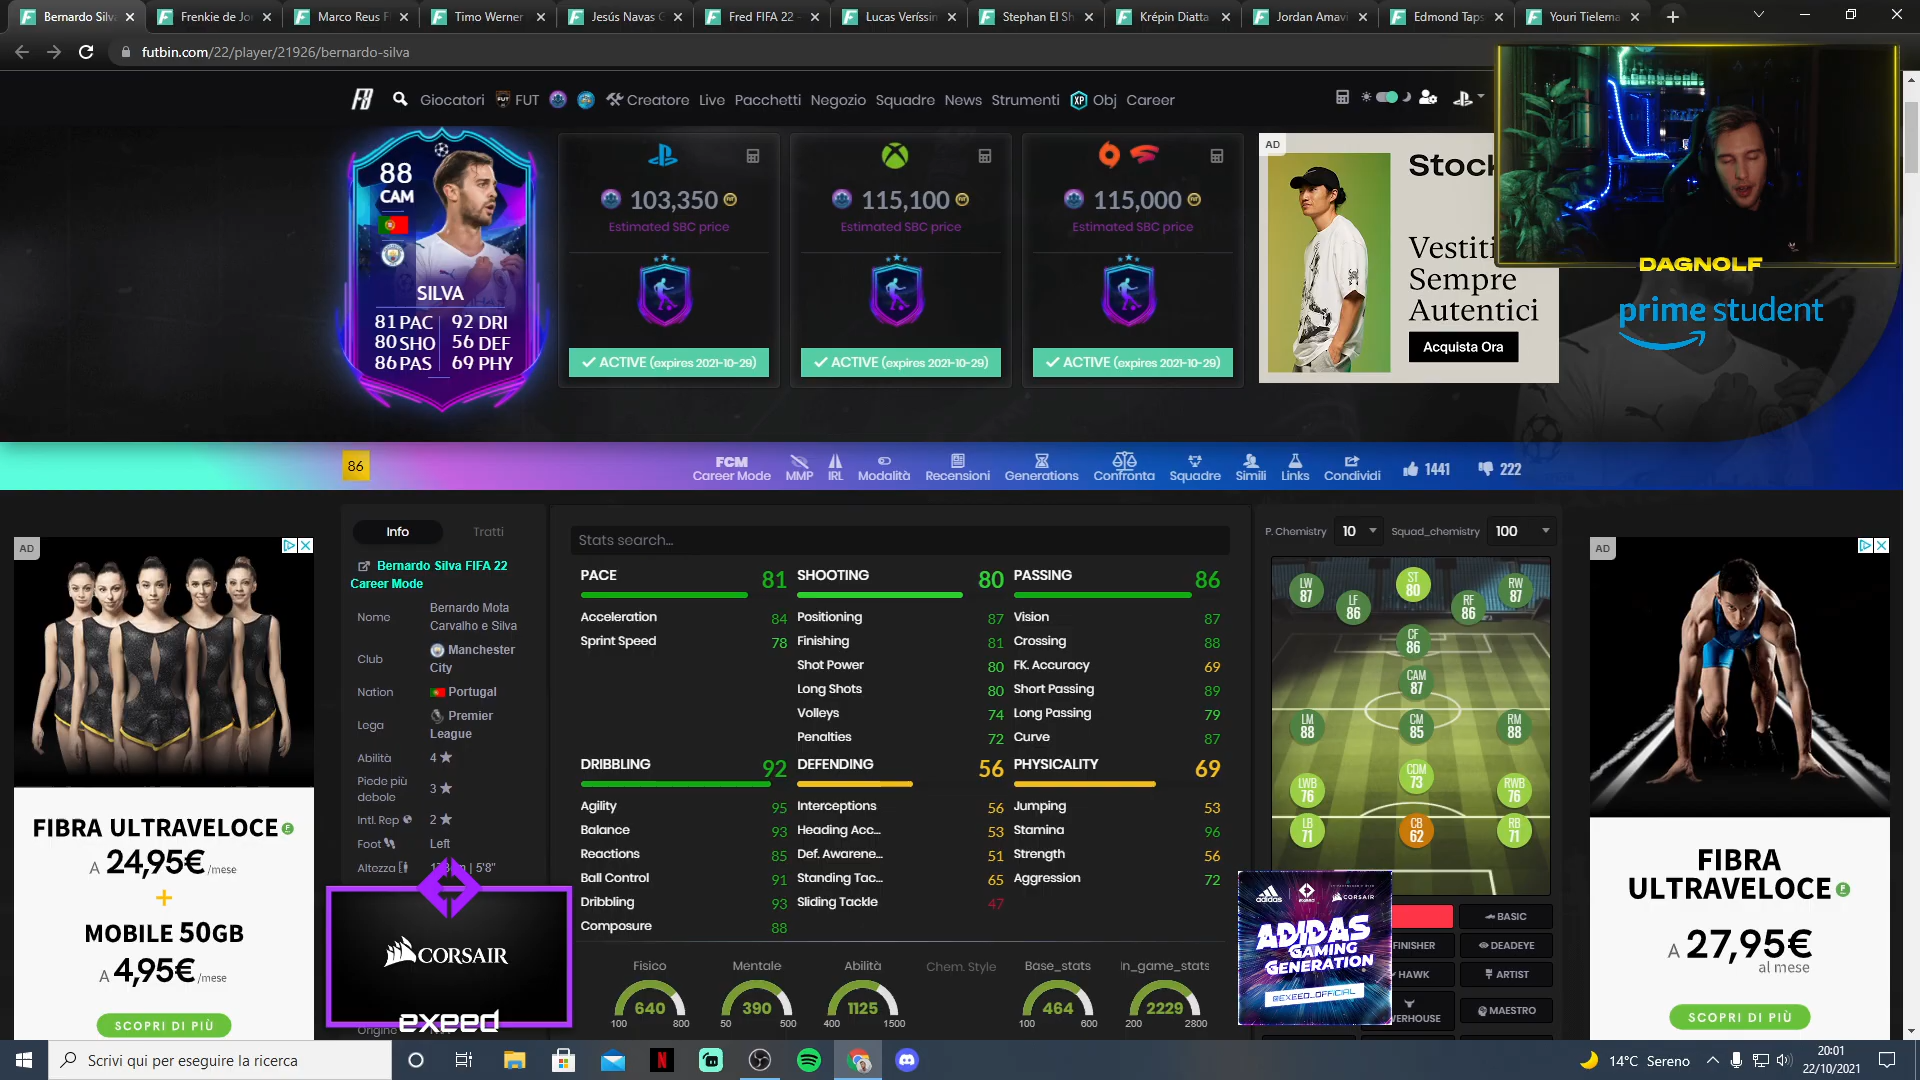 Bernardo Silva
Frenkie de Jo
Marco Reus F
Timo Werner
Jesús Navas G
Fred FIFA 22 -
Lucas Veríssin
Stephan El Sh
Krépin Diatta
Jordan Amavi
Edmond Taps
Youri Tielema
futbin.com/22/player/21926/bernardo-silva
Giocatori
FUT
Creatore
Live
Pacchetti
Negozio
Squadre
News
Strumenti
XP Obj
Career
88
CAM
SILVA
81 PAC 92 DRI
80 SHO 56 DEF
86 PAS 69 PHY
103,350
Estimated SBC price
ACTIVE (expires 2021-10-29)
115,100
Estimated SBC price
ACTIVE (expires 2021-10-29)
115,000
Estimated SBC price
ACTIVE (expires 2021-10-29)
AD
Stock
Vestiti
Sempre
Autentici
Acquista Ora
DAGNOLF
prime student
86
FCM
Career Mode
MMP
IRL
Modalità
Recensioni
Generations
Confronta
Squadre
Simili
Links
Condividi
1441
222
AD
FIBRA ULTRAVELOCE
A 24,95€/mese
+
MOBILE 50GB
A 4,95€/mese
SCOPRI DI PIÙ
Info
Tratti
Bernardo Silva FIFA 22
Career Mode
Nome Bernardo Mota
Carvalho e Silva
Club Manchester
City
Nation Portugal
Lega Premier
League
Abilità 4
Piede più
debole 3
Intl. Rep 2
Foot Left
Altezza | 5'8"
Origine
CORSAIR
exeed
Stats search...
PACE 81
Acceleration 84
Sprint Speed 78
SHOOTING 80
Positioning 87
Finishing 81
Shot Power 80
Long Shots 80
Volleys 74
Penalties 72
PASSING 86
Vision 87
Crossing 88
FK. Accuracy 69
Short Passing 89
Long Passing 79
Curve 87
DRIBBLING 92
Agility 95
Balance 93
Reactions 85
Ball Control 91
Dribbling 93
Composure 88
DEFENDING 56
Interceptions 56
Heading Acc... 53
Def. Awarene... 51
Standing Tac... 65
Sliding Tackle 47
PHYSICALITY 69
Jumping 53
Stamina 96
Strength 56
Aggression 72
Fisico
640
100 800
Mentale
390
50 500
Abilità
1125
400 1500
Chem. Style
Base_stats
464
100 600
In_game_stats
2229
200 2800
P. Chemistry 10
Squad_chemistry 100
LW 87
ST 80
RW 87
LF 86
RF 86
CF 86
CAM 87
LM 88
CM 85
RM 88
CDM 73
LWB 76
RWB 76
LB 71
CB 62
RB 71
BASIC
FINISHER
DEADEYE
HAWK
ARTIST
MAESTRO
adidas
exeed
CORSAIR
ADIDAS
GAMING
GENERATION
@EXEED_OFFICIAL
AD
FIBRA
ULTRAVELOCE
A 27,95€
al mese
SCOPRI DI PIÙ
Scrivi qui per eseguire la ricerca
14°C Sereno
20:01
22/10/2021